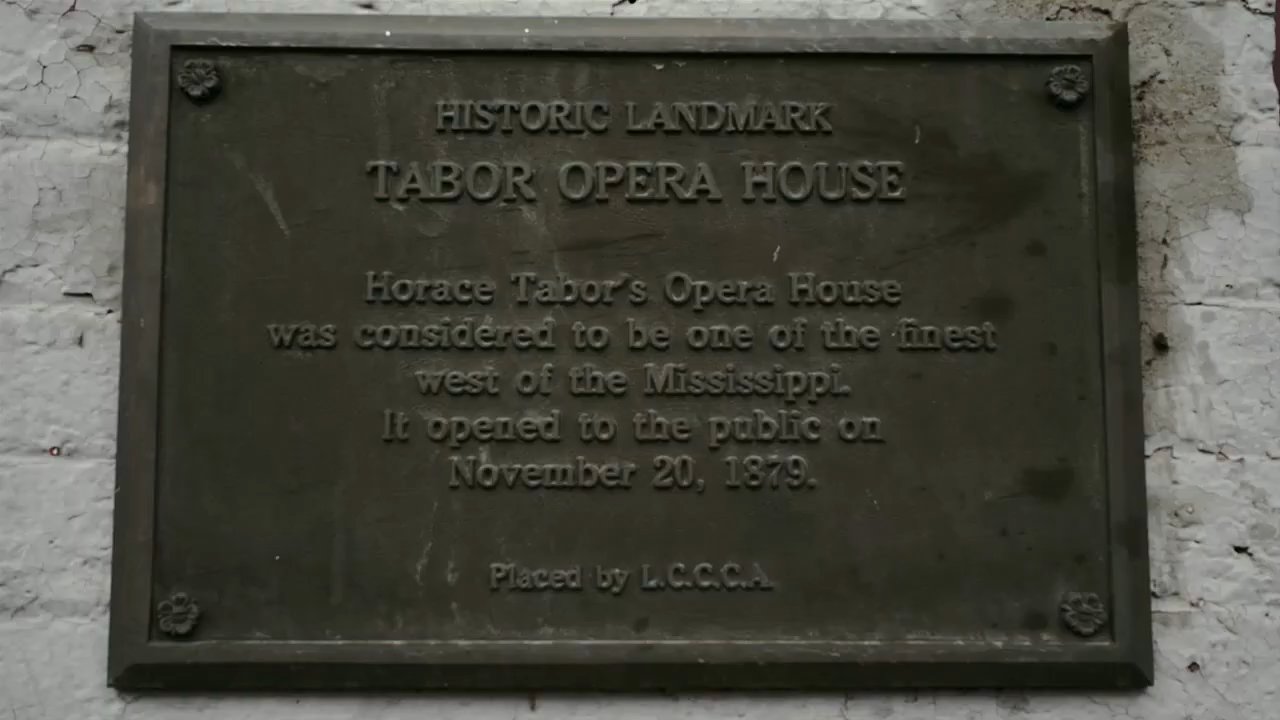 HISTORIC LANDMARK
TABOR OPERA HOUSE
Horace Tabor's Opera House
was considered to be one of the finest
west of the Mississippi.
It opened to the public on
November 20, 1879.
Placed by L.C.C.C.A.